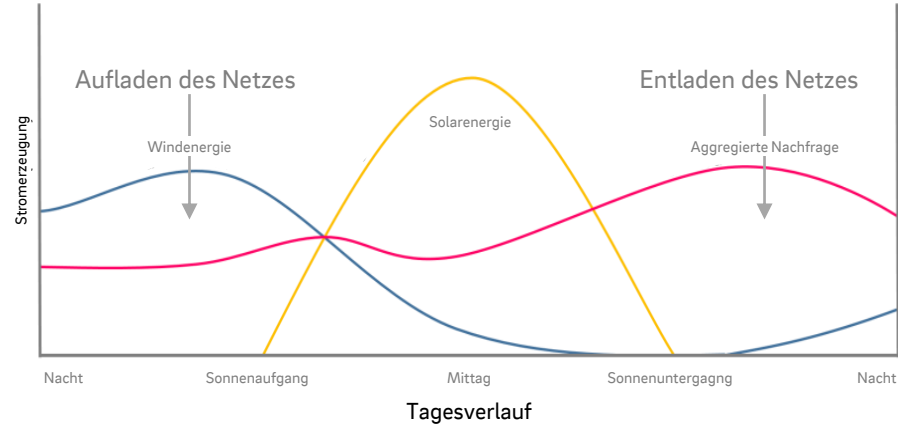 Aufladen des Netzes
Entladen des Netzes
Solarenergie
Windenergie
Aggregierte Nachfrage
Stromerzeugung
Nacht
Sonnenaufgang
Mittag
Sonnenuntergagng
Nacht
Tagesverlauf